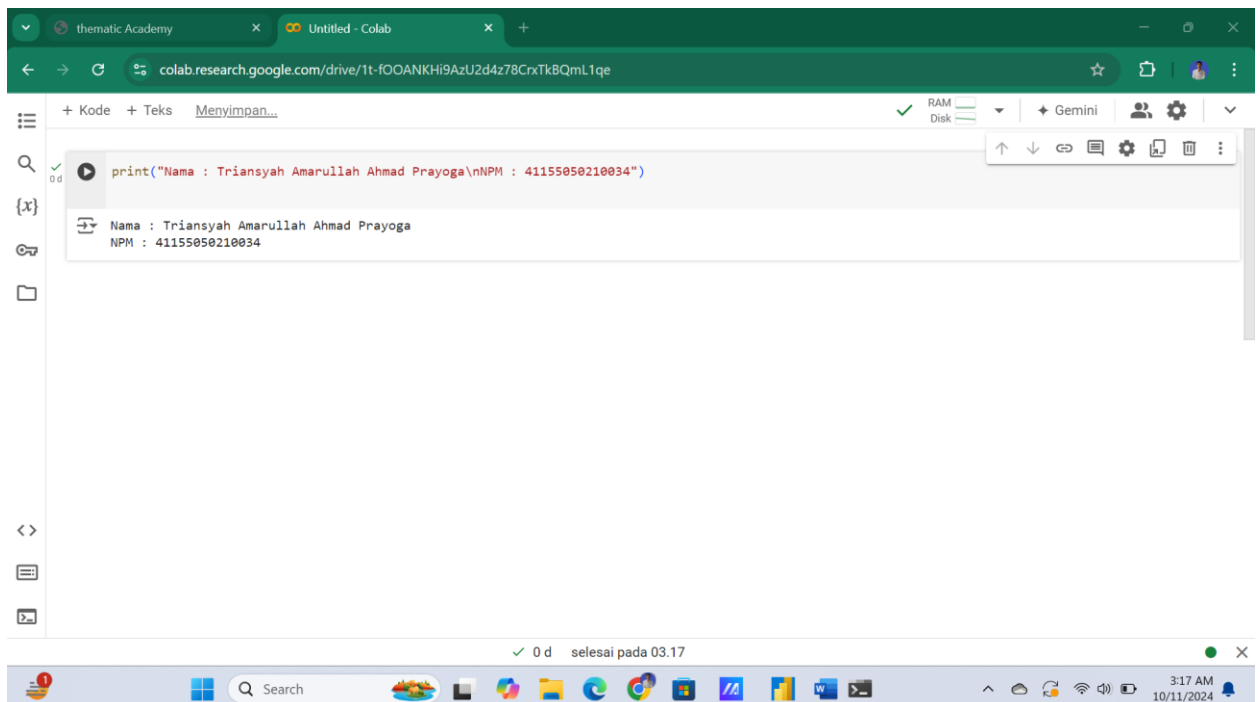 thematic Academy
Untitled - Colab
colab.research.google.com/drive/1t-fOOANKHi9AzU2d4z78CrxTkBQmL1qe
+ Kode + Teks Menyimpan...
RAM
Disk
Gemini
0 d
print("Nama : Triansyah Amarullah Ahmad Prayoga\nNPM : 41155050210034")
{x}
Nama : Triansyah Amarullah Ahmad Prayoga
NPM : 41155050210034
0 d selesai pada 03.17
1
Search
3:17 AM
10/11/2024